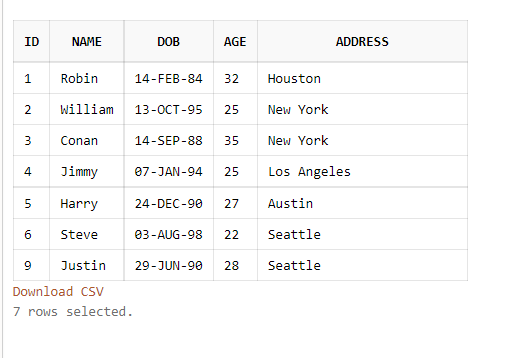 ID NAME DOB AGE ADDRESS
1 Robin 14-FEB-84 32 Houston
2 William 13-OCT-95 25 New York
3 Conan 14-SEP-88 35 New York
4 Jimmy 07-JAN-94 25 Los Angeles
5 Harry 24-DEC-90 27 Austin
6 Steve 03-AUG-98 22 Seattle
9 Justin 29-JUN-90 28 Seattle
Download CSV
7 rows selected.